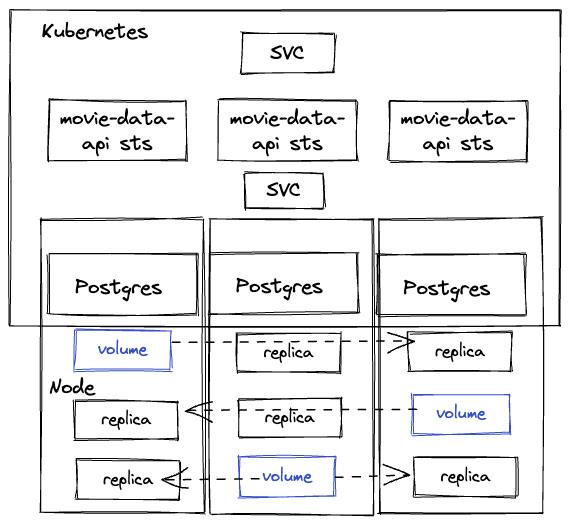 Kubernetes
SVC
movie-data-
api sts
movie-data-
api sts
movie-data-
api sts
SVC
Postgres
Postgres
Postgres
volume
replica
replica
Node
replica
replica
volume
replica
volume
replica